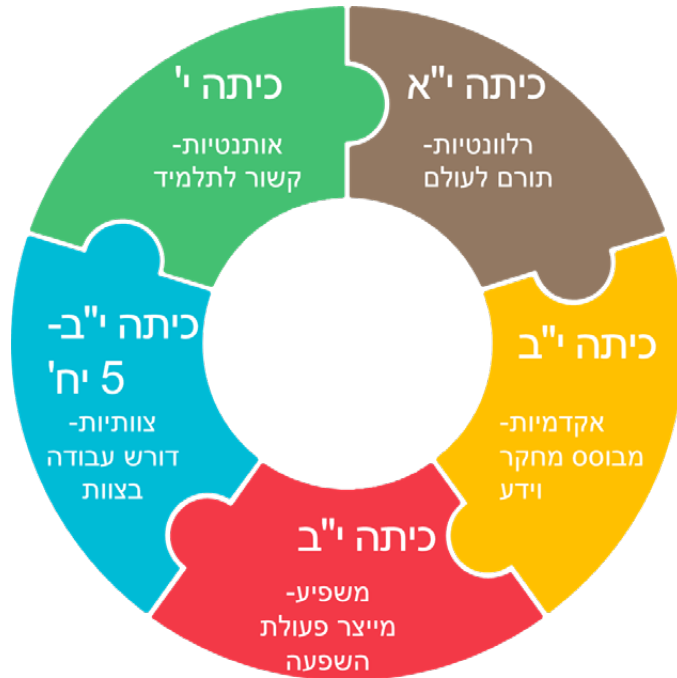 כיתה י'
אותנטיות-
קשור לתלמיד
כיתה י"א
רלוונטיות-
תורם לעולם
כיתה י"ב
אקדמיות-
מבוסס מחקר
וידע
כיתה י"ב
משפיע-
מייצר פעולת
השפעה
כיתה י"ב-
5 יח'
צוותיות-
דורש עבודה
בצוות